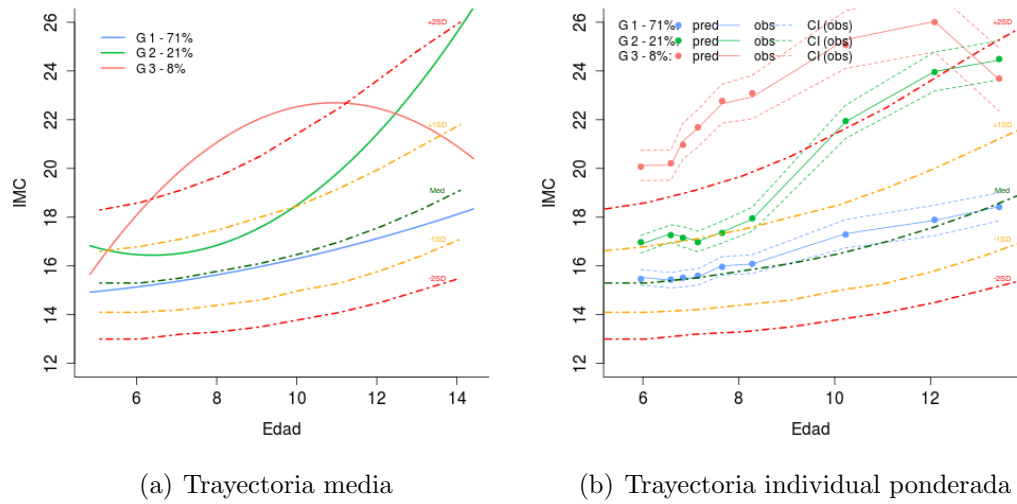 G 1 - 71%
G 2 - 21%
G 3 - 8%
+2SD
+1SD
Med
-1SD
-2SD
26
24
22
20
18
16
14
12
IMC
6
8
10
12
14
Edad
(a) Trayectoria media
G 1 - 71%: pred obs CI (obs)
G 2 - 21%: pred obs CI (obs)
G 3 - 8%: pred obs CI (obs)
+2SD
+1SD
Med
-1SD
-2SD
26
24
22
20
18
16
14
12
IMC
6
8
10
12
Edad
(b) Trayectoria individual ponderada